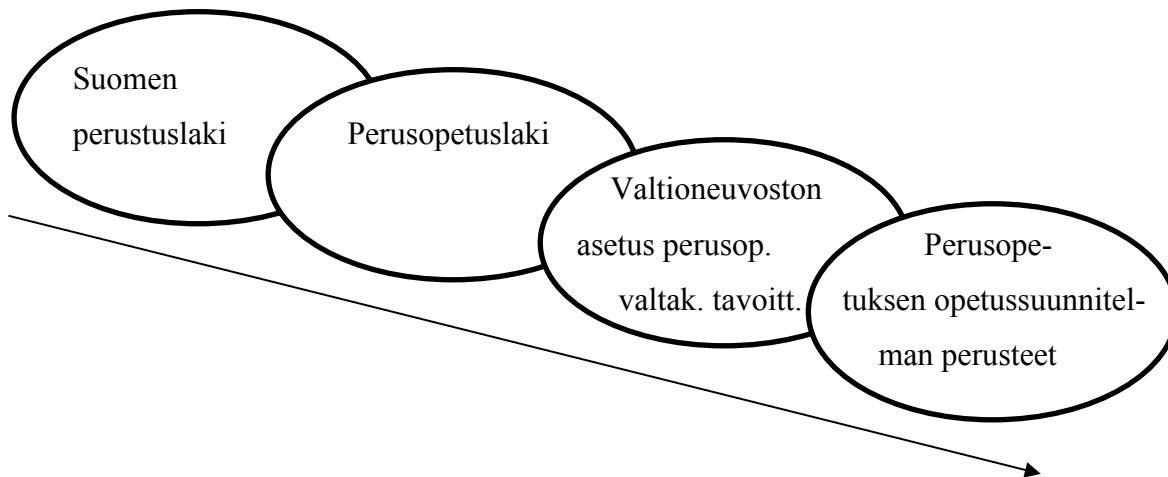 Suomen
perustuslaki
Perusopetuslaki
Valtioneuvoston
asetus perusop.
valtak. tavoitt.
Perusope-
tuksen opetussuunnitel-
man perusteet